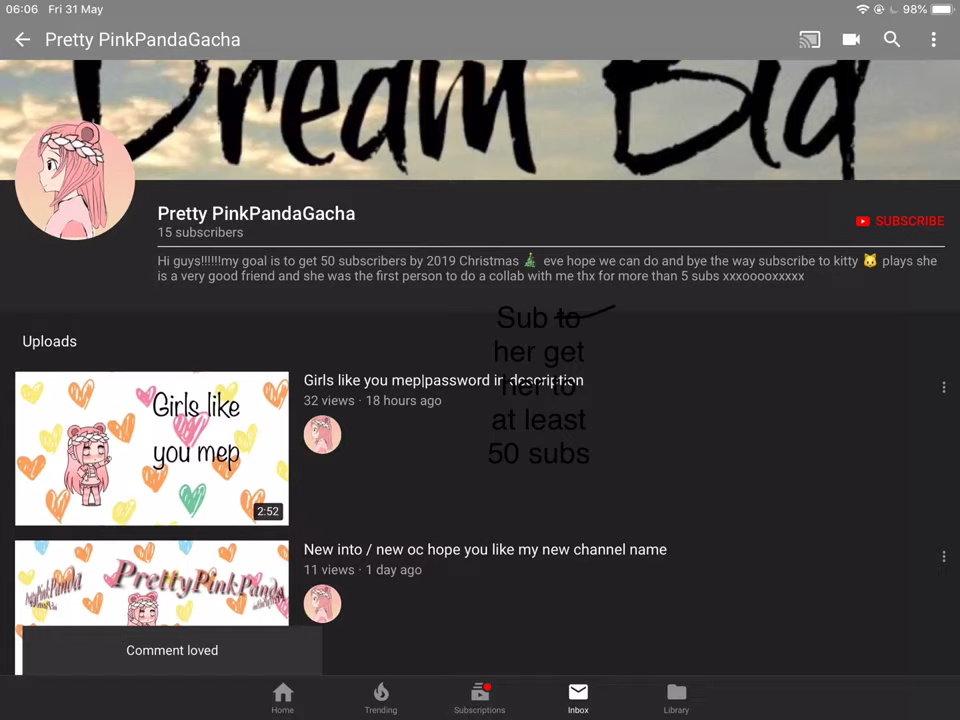 06:06 Fri 31 May
98%
Pretty PinkPandaGacha
Dream Big
Pretty PinkPandaGacha
15 subscribers
SUBSCRIBE
Hi guys!!!!!!my goal is to get 50 subscribers by 2019 Christmas 🎄 eve hope we can do and bye the way subscribe to kitty 🐱 plays she
is a very good friend and she was the first person to do a collab with me thx for more than 5 subs xxxooooxxxxx
Sub to
her get
her to
at least
50 subs
Uploads
Girls like
you mep
2:52
Girls like you mep|password in description
32 views · 18 hours ago
PrettyPinkPanda
New into / new oc hope you like my new channel name
11 views · 1 day ago
Comment loved
Home
Trending
Subscriptions
Inbox
Library